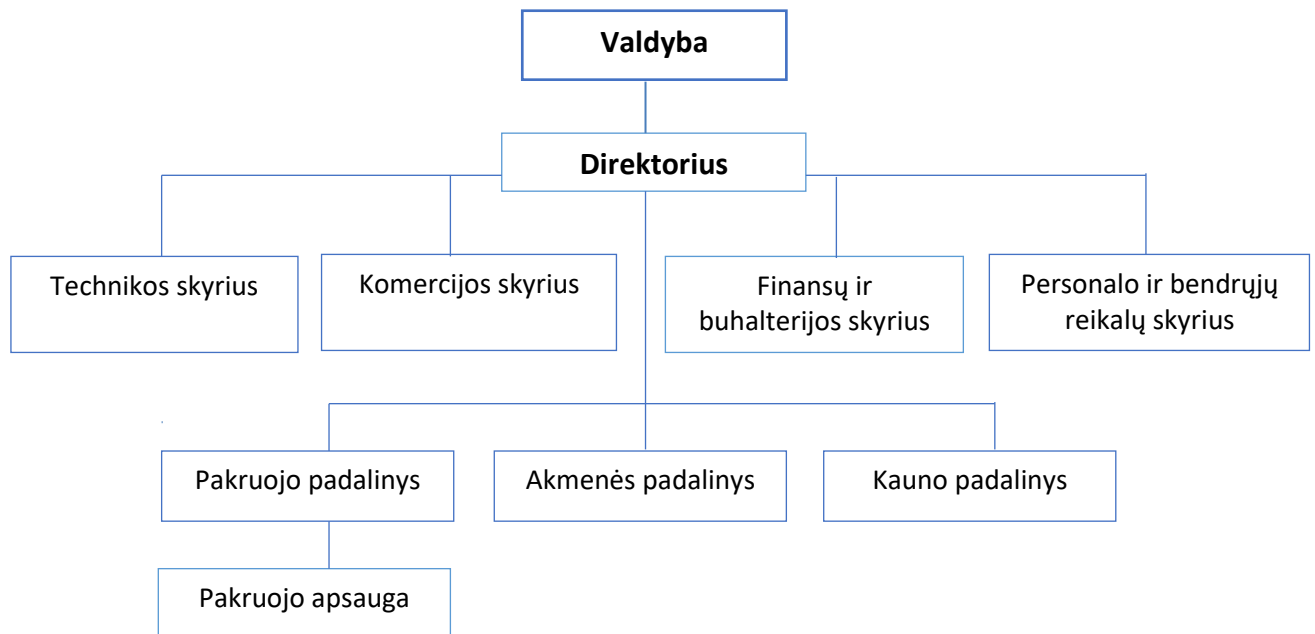 Valdyba
Direktorius
Technikos skyrius
Komercijos skyrius
Finansų ir
buhalterijos skyrius
Personalo ir bendrųjų
reikalų skyrius
Pakruojo padalinys
Akmenės padalinys
Kauno padalinys
Pakruojo apsauga